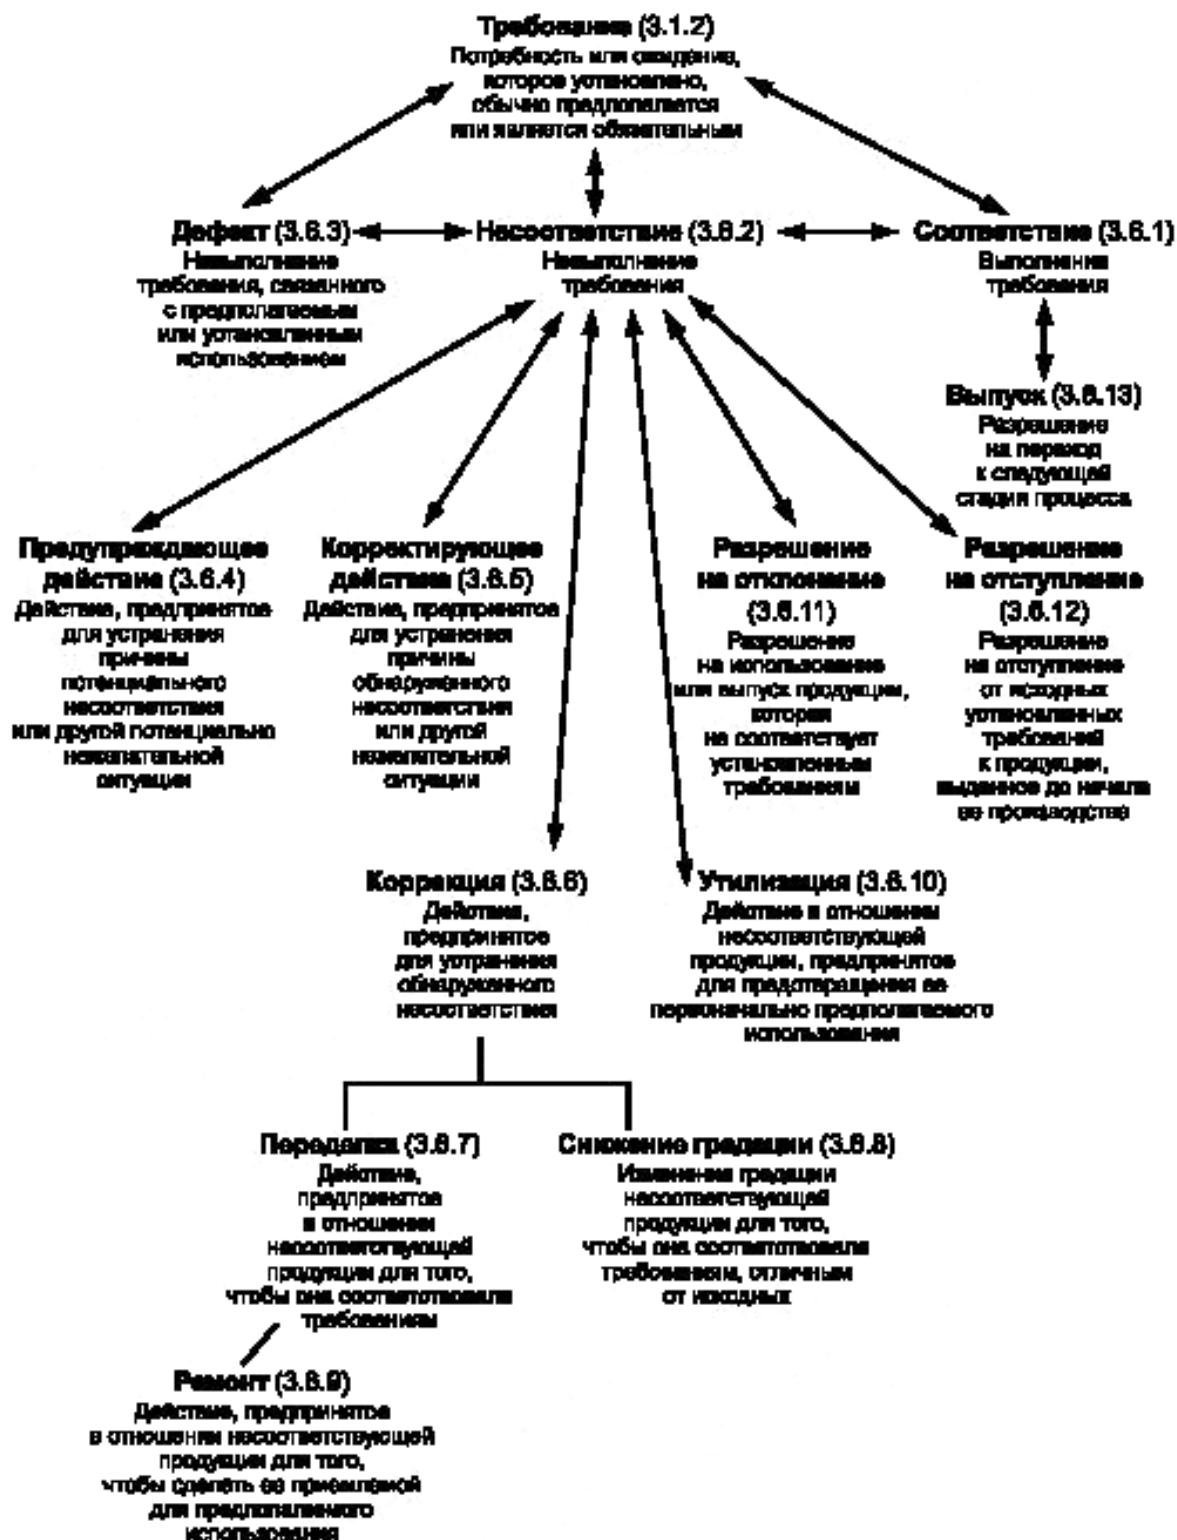 Требование (3.1.2)
Потребность или ожидание,
которое установлено,
обычно предполагается
или является обязательным
Дефект (3.6.3)
Невыполнение
требования, связанного
с предполагаемым
или установленным
использованием
Несоответствие (3.6.2)
Невыполнение
требования
Соответствие (3.6.1)
Выполнение
требования
Выпуск (3.6.13)
Разрешение
на переход
к следующей
стадии процесса
Предупреждающее
действие (3.6.4)
Действие, предпринятое
для устранения
причины
потенциального
несоответствия
или другой потенциально
нежелательной
ситуации
Корректирующее
действие (3.6.5)
Действие, предпринятое
для устранения
причины
обнаруженного
несоответствия
или другой
нежелательной
ситуации
Разрешение
на отклонение
(3.6.11)
Разрешение
на использование
или выпуск продукции,
которая
не соответствует
установленным
требованиям
Разрешение
на отступление
(3.6.12)
Разрешение
на отступление
от исходных
установленных
требований
к продукции,
выданное до начала
ее производства
Коррекция (3.6.6)
Действие,
предпринятое
для устранения
обнаруженного
несоответствия
Утилизация (3.6.10)
Действие в отношении
несоответствующей
продукции, предпринятое
для предотвращения ее
первоначально предполагаемого
использования
Переделка (3.6.7)
Действие,
предпринятое
в отношении
несоответствующей
продукции для того,
чтобы она соответствовала
требованиям
Снижение градации (3.6.8)
Изменение градации
несоответствующей
продукции для того,
чтобы она соответствовала
требованиям, отличным
от исходных
Ремонт (3.6.9)
Действие, предпринятое
в отношении несоответствующей
продукции для того,
чтобы сделать ее приемлемой
для предполагаемого
использования